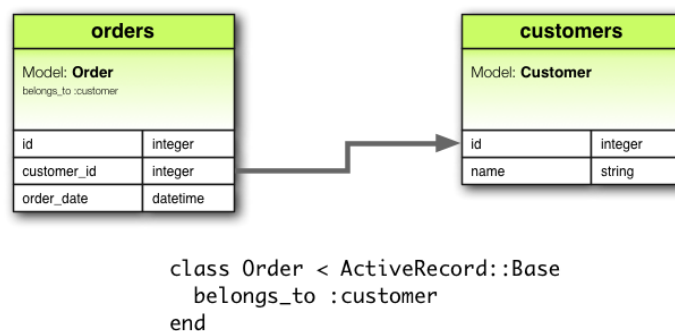 orders
Model: Order
belongs_to :customer
id integer
customer_id integer
order_date datetime
customers
Model: Customer
id integer
name string
class Order < ActiveRecord::Base
belongs_to :customer
end